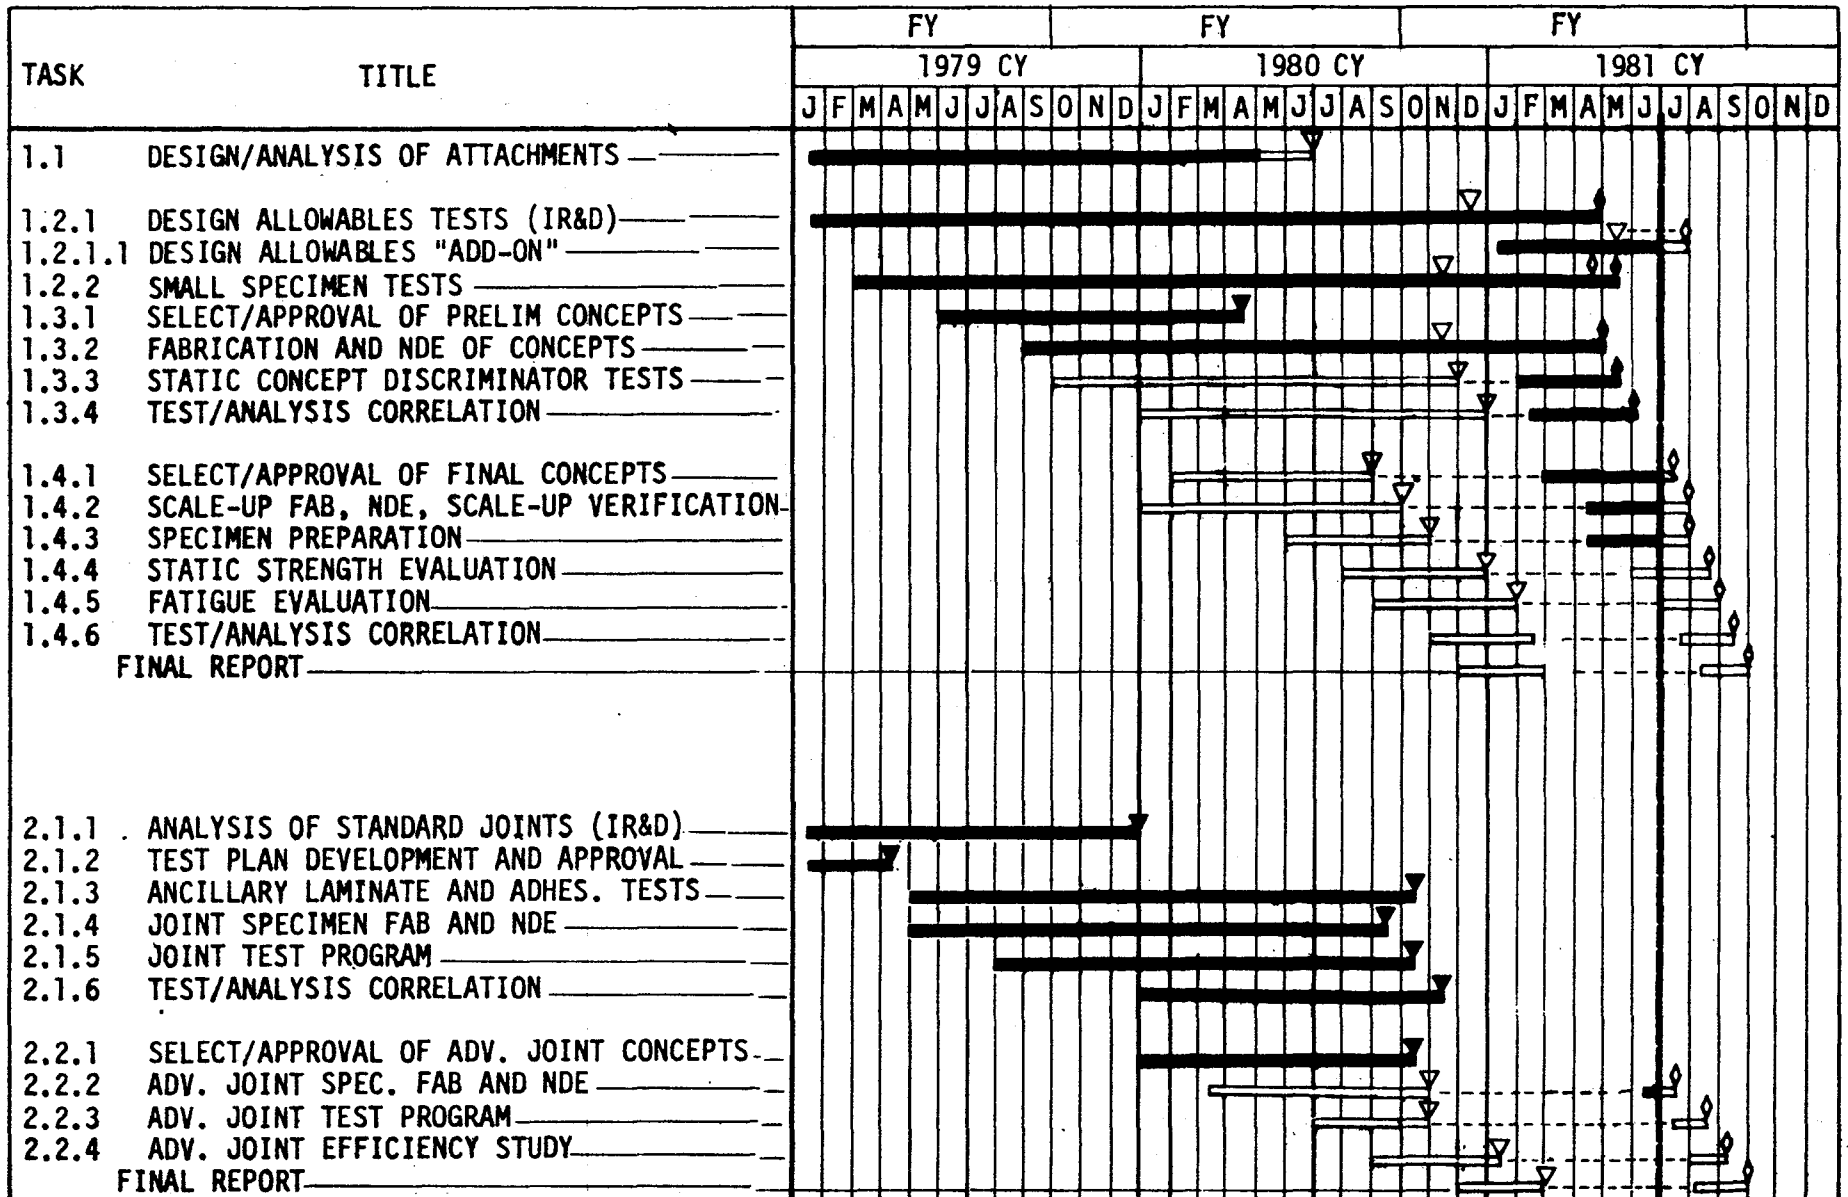 FY FY FY
TASK TITLE 1979 CY 1980 CY 1981 CY
J F M A M J J A S O N D J F M A M J J A S O N D J F M A M J J A S O N D
1.1 DESIGN/ANALYSIS OF ATTACHMENTS
1.2.1 DESIGN ALLOWABLES TESTS (IR&D)
1.2.1.1 DESIGN ALLOWABLES "ADD-ON"
1.2.2 SMALL SPECIMEN TESTS
1.3.1 SELECT/APPROVAL OF PRELIM CONCEPTS
1.3.2 FABRICATION AND NDE OF CONCEPTS
1.3.3 STATIC CONCEPT DISCRIMINATOR TESTS
1.3.4 TEST/ANALYSIS CORRELATION
1.4.1 SELECT/APPROVAL OF FINAL CONCEPTS
1.4.2 SCALE-UP FAB, NDE, SCALE-UP VERIFICATION
1.4.3 SPECIMEN PREPARATION
1.4.4 STATIC STRENGTH EVALUATION
1.4.5 FATIGUE EVALUATION
1.4.6 TEST/ANALYSIS CORRELATION
FINAL REPORT
2.1.1 ANALYSIS OF STANDARD JOINTS (IR&D)
2.1.2 TEST PLAN DEVELOPMENT AND APPROVAL
2.1.3 ANCILLARY LAMINATE AND ADHES. TESTS
2.1.4 JOINT SPECIMEN FAB AND NDE
2.1.5 JOINT TEST PROGRAM
2.1.6 TEST/ANALYSIS CORRELATION
2.2.1 SELECT/APPROVAL OF ADV. JOINT CONCEPTS
2.2.2 ADV. JOINT SPEC. FAB AND NDE
2.2.3 ADV. JOINT TEST PROGRAM
2.2.4 ADV. JOINT EFFICIENCY STUDY
FINAL REPORT